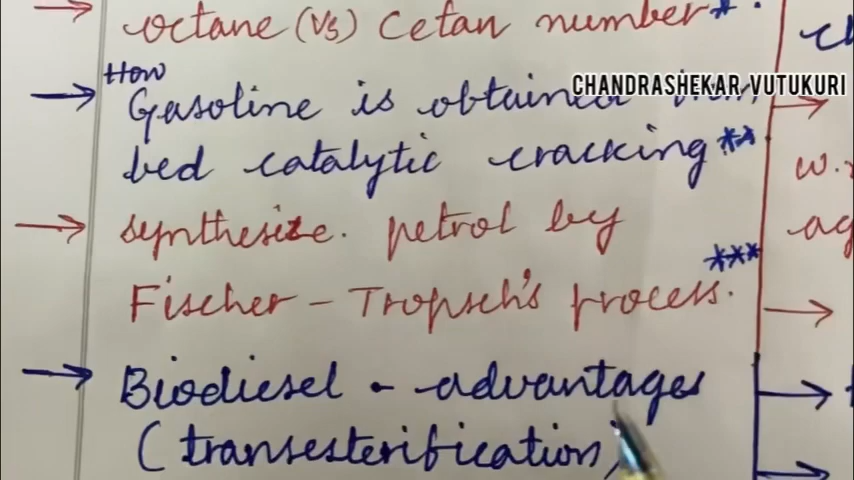 octane (Vs) Cetan number*.
How
Gasoline is obtained
CHANDRASHEKAR VUTUKURI
bed catalytic cracking. **
synthesize. petrol by
Fischer - Tropsch's process. ***
Biodiesel - advantages
(transesterification)
w.r
ag